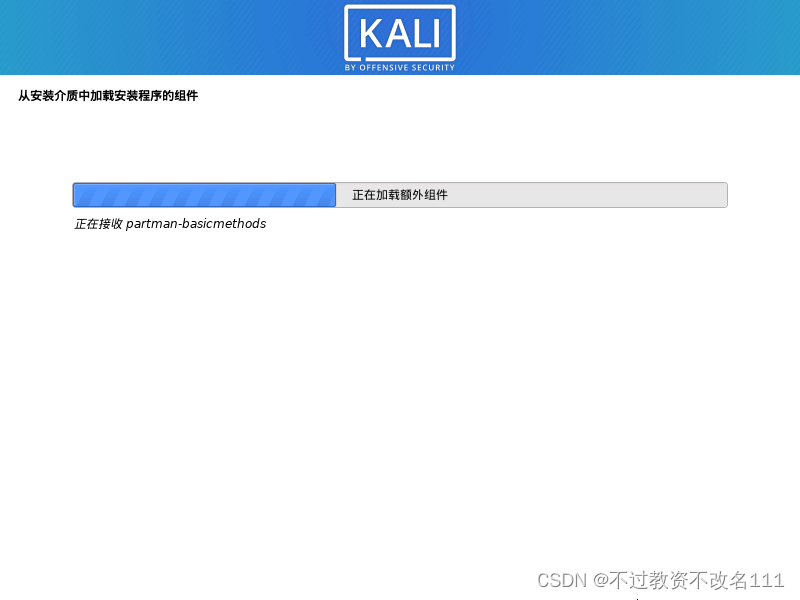 KALI
BY OFFENSIVE SECURITY
从安装介质中加载安装程序的组件
正在加载额外组件
正在接收 partman-basicmethods
CSDN @不过教资不改名111